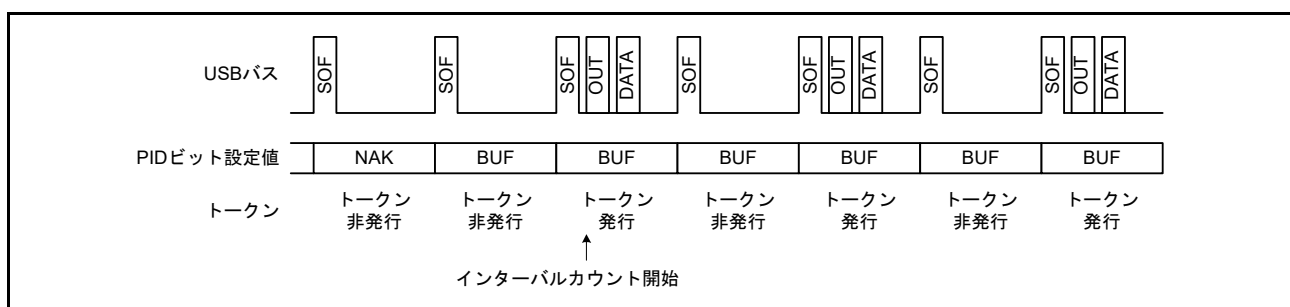 USBバス
SOF SOF SOF OUT DATA SOF SOF OUT DATA SOF SOF OUT DATA
PIDビット設定値 NAK BUF BUF BUF BUF BUF BUF
トークン トークン トークン トークン トークン トークン トークン トークン
非発行 非発行 発行 非発行 発行 非発行 発行
インターバルカウント開始